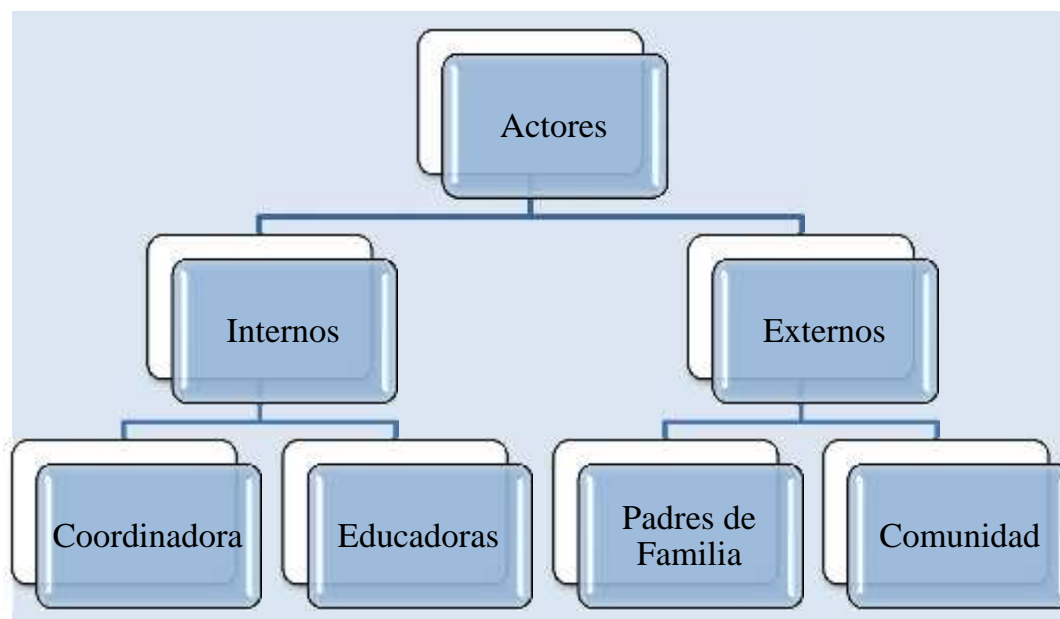 Actores
Internos
Externos
Coordinadora
Educadoras
Padres de
Familia
Comunidad